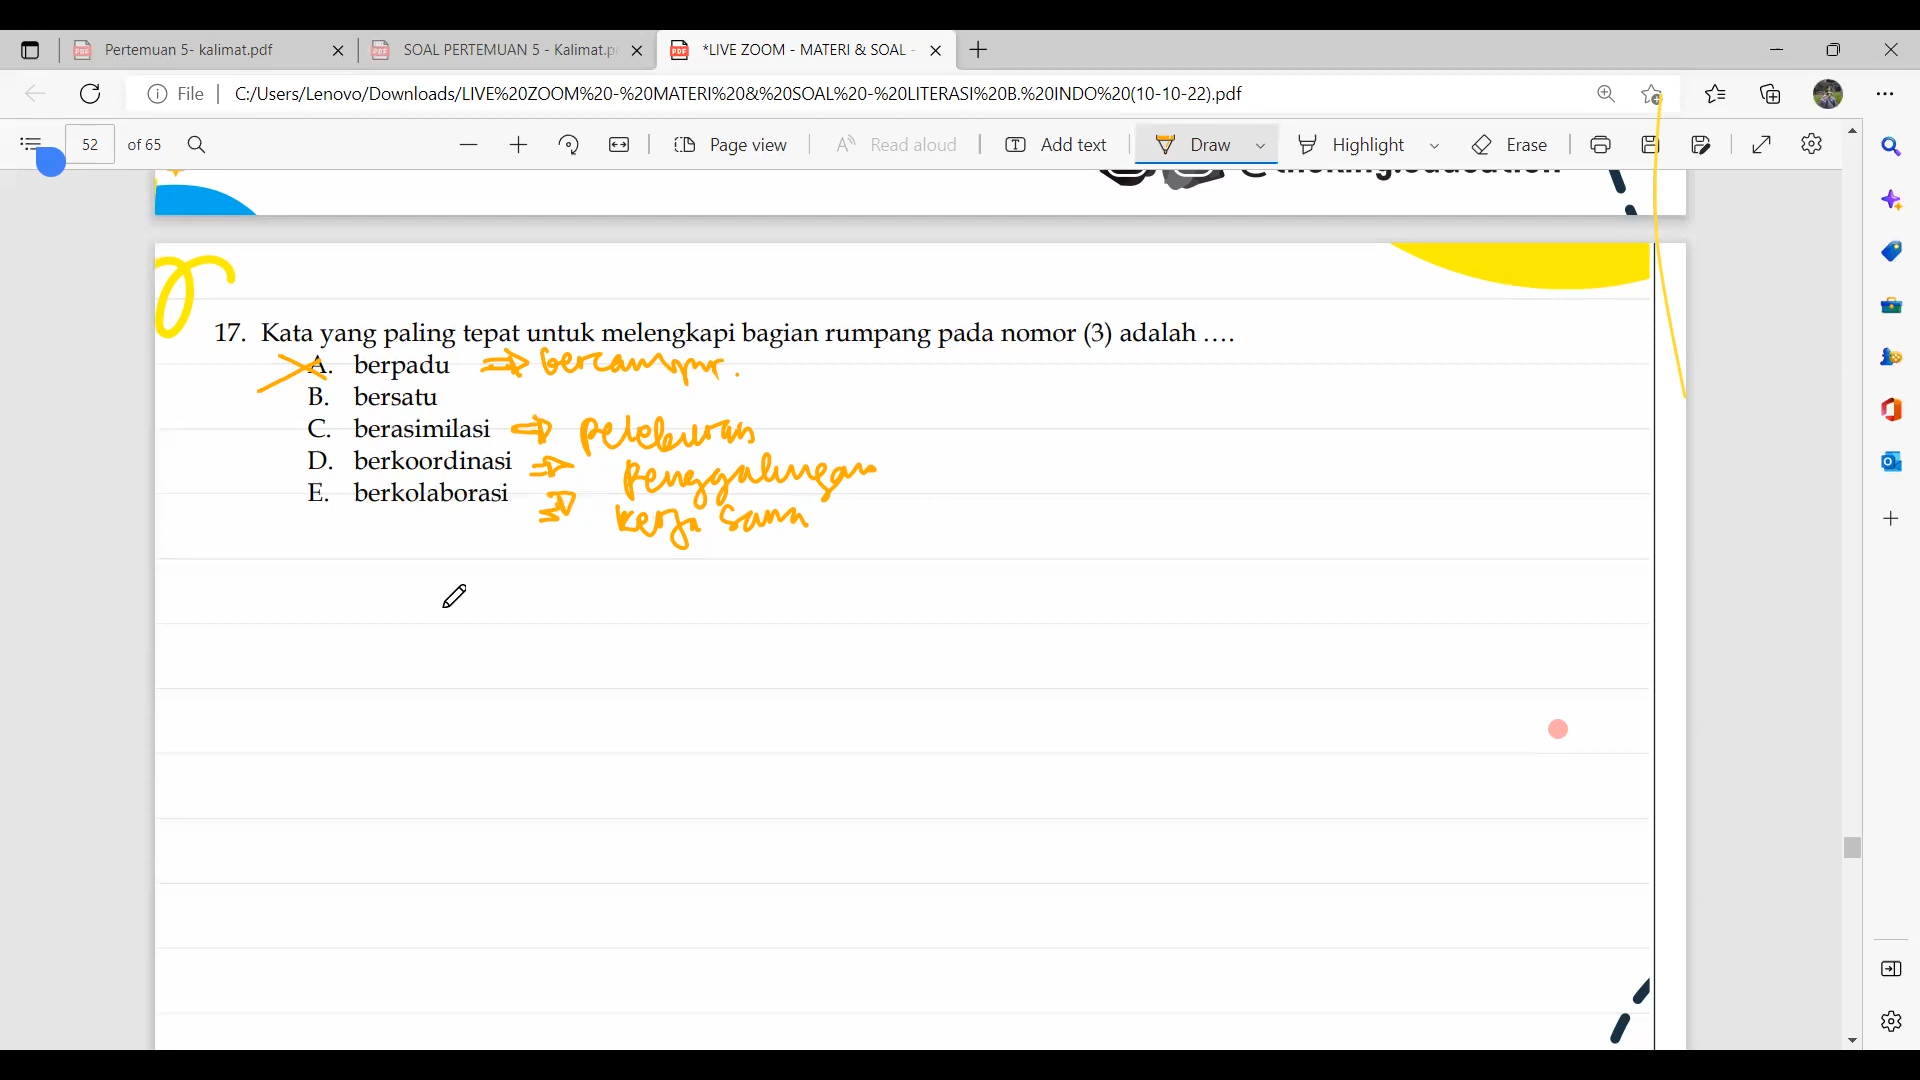 Pertemuan 5- kalimat.pdf
SOAL PERTEMUAN 5 - Kalimat.p
*LIVE ZOOM - MATERI & SOAL -
File
C:/Users/Lenovo/Downloads/LIVE%20ZOOM%20-%20MATERI%20&%20SOAL%20-%20LITERASI%20B.%20INDO%20(10-10-22).pdf
52 of 65
Page view
Read aloud
Add text
Draw
Highlight
Erase
17. Kata yang paling tepat untuk melengkapi bagian rumpang pada nomor (3) adalah ….
A. berpadu ⇒ bercampur.
B. bersatu
C. berasimilasi ⇒ peleburan
D. berkoordinasi ⇒ Penggabungan
E. berkolaborasi ⇒ kerja sama